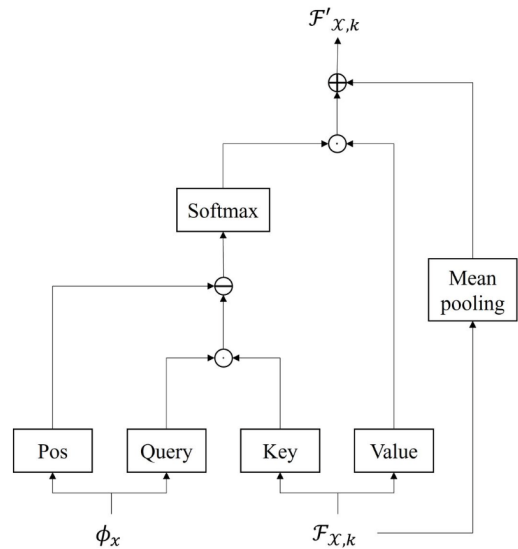 ℱ′𝒳,k
Softmax
Mean
pooling
Pos
Query
Key
Value
ϕₓ
ℱ𝒳,k